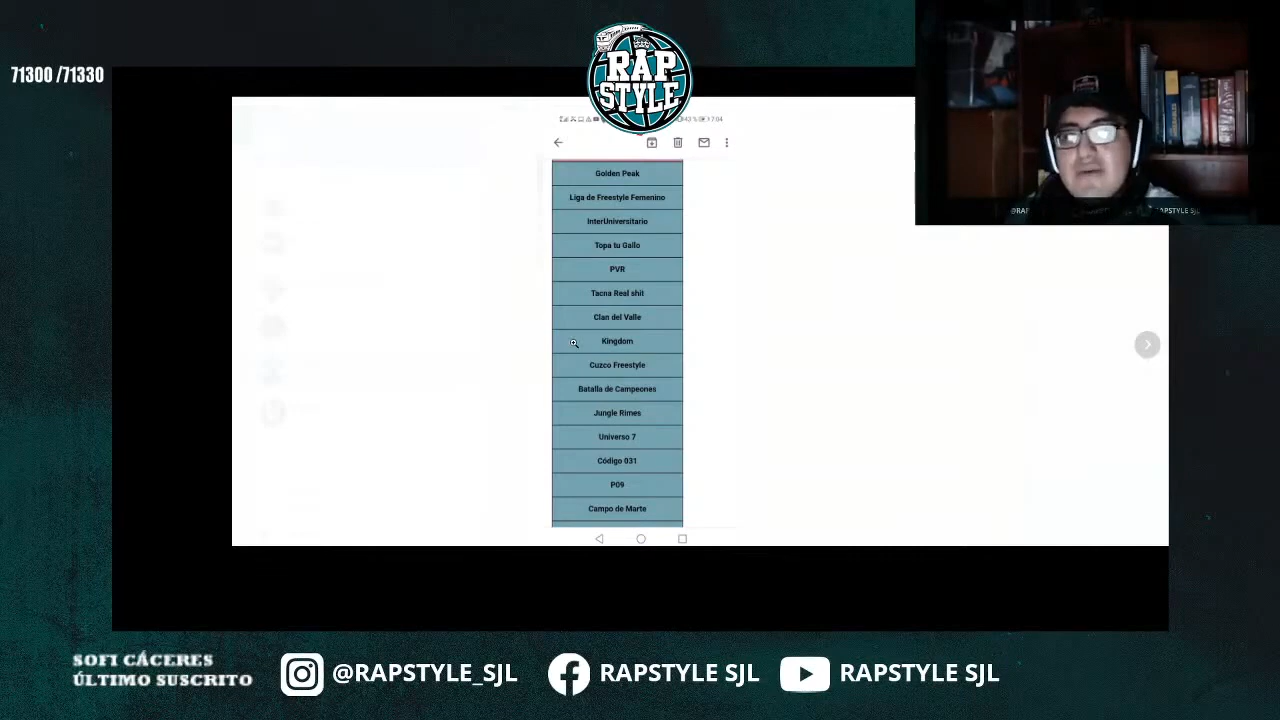 71300 /71330
RAP
STYLE
7:04
Golden Peak
Liga de Freestyle Femenino
InterUniversitario
Topa tu Gallo
PVR
Tacna Real shit
Clan del Valle
Kingdom
Cuzco Freestyle
Batalla de Campeones
Jungle Rimes
Universo 7
Código 031
P09
Campo de Marte
SOFI CÁCERES
ÚLTIMO SUSCRITO
@RAPSTYLE_SJL
RAPSTYLE SJL
RAPSTYLE SJL